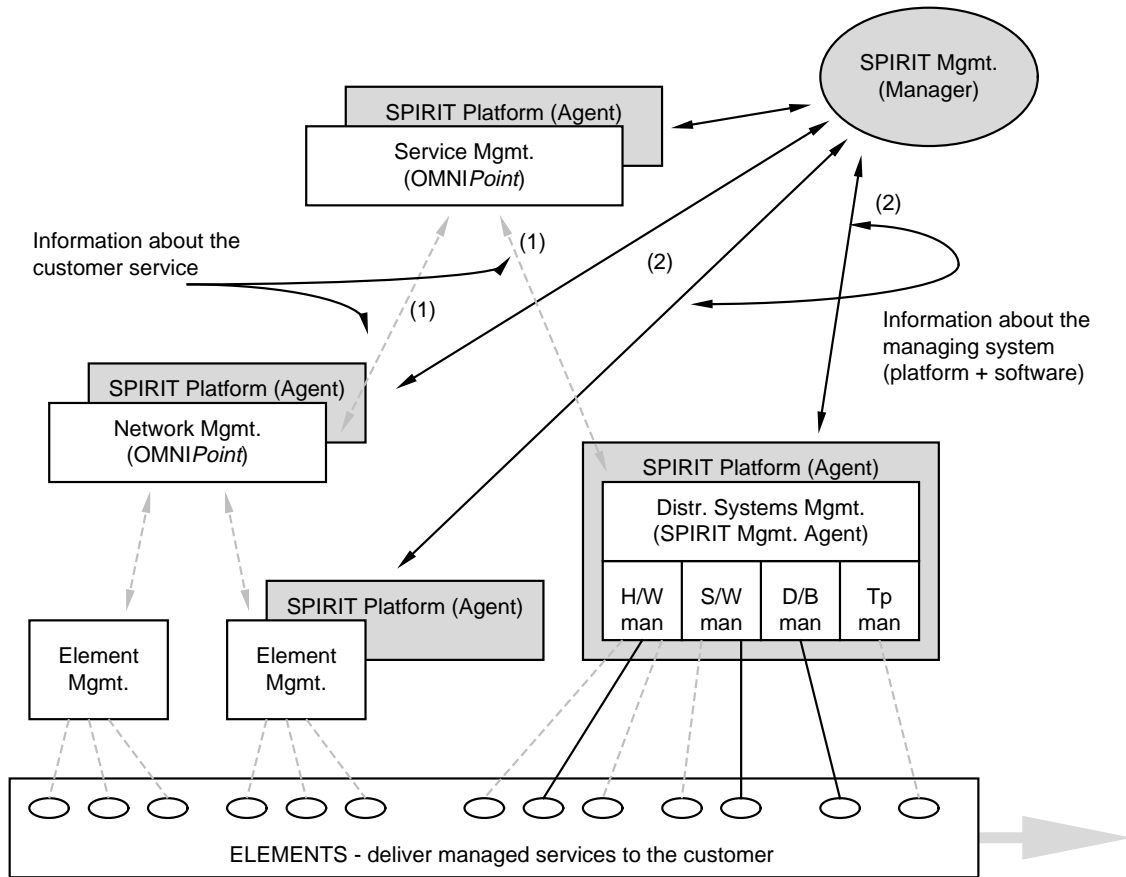 SPIRIT Mgmt.
(Manager)
SPIRIT Platform (Agent)
Service Mgmt.
(OMNIPoint)
(2)
(1)
Information about the
customer service
(2)
(1)
Information about the
managing system
(platform + software)
SPIRIT Platform (Agent)
Network Mgmt.
(OMNIPoint)
SPIRIT Platform (Agent)
Distr. Systems Mgmt.
(SPIRIT Mgmt. Agent)
H/W
man
S/W
man
D/B
man
Tp
man
SPIRIT Platform (Agent)
Element
Mgmt.
Element
Mgmt.
ELEMENTS - deliver managed services to the customer